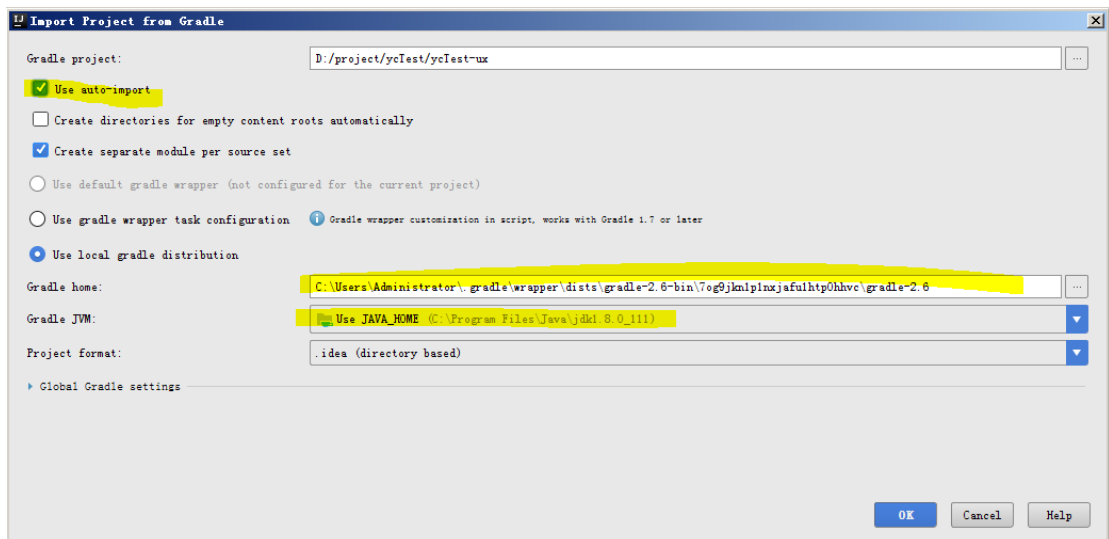 Import Project from Gradle
Gradle project: D:/project/ycTest/ycTest-ux ...
Use auto-import
Create directories for empty content roots automatically
Create separate module per source set
Use default gradle wrapper (not configured for the current project)
Use gradle wrapper task configuration Gradle wrapper customization in script, works with Gradle 1.7 or later
Use local gradle distribution
Gradle home: C:\Users\Administrator\.gradle\wrapper\dists\gradle-2.6-bin\7og9jkn1p1nxjafu1htp0hhvc\gradle-2.6 ...
Gradle JVM: Use JAVA_HOME (C:\Program Files\Java\jdk1.8.0_111)
Project format: .idea (directory based)
Global Gradle settings
OK Cancel Help